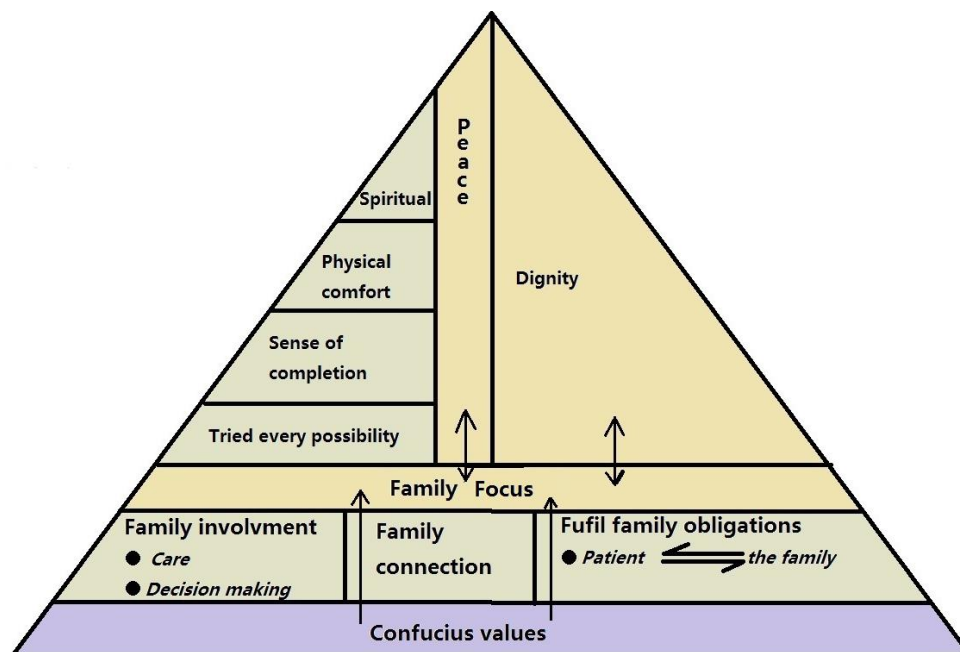 Peace
Spiritual
Physical
comfort
Dignity
Sense of
completion
Tried every possibility
Family Focus
Family involvment
Care
Decision making
Family
connection
Fufil family obligations
Patient the family
Confucius values